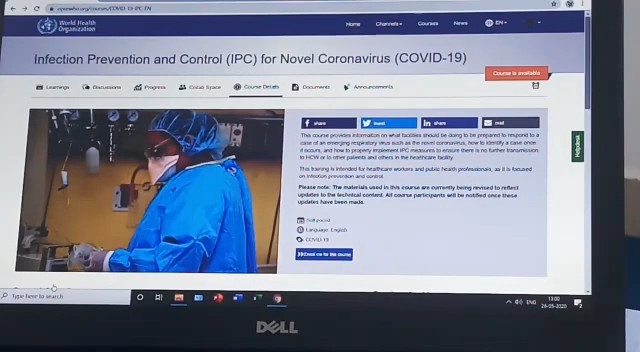 openwho.org/courses/COVID-19-IPC-EN
World Health
Organization
Home Channels Courses News EN
Infection Prevention and Control (IPC) for Novel Coronavirus (COVID-19)
Course is available
Learnings Discussions Progress Collab Space Course Details Documents Announcements
share tweet share mail
This course provides information on what facilities should be doing to be prepared to respond to a
case of an emerging respiratory virus such as the novel coronavirus, how to identify a case once
it occurs, and how to properly implement IPC measures to ensure there is no further transmission
to HCW or to other patients and others in the healthcare facility.
This training is intended for healthcare workers and public health professionals, as it is focused
on infection prevention and control.
Please note: The materials used in this course are currently being revised to reflect
updates to the technical content. All course participants will be notified once these
updates have been made.
Helpdesk
Self-paced
Language: English
COVID-19
Enroll me for this course
Type here to search
ENG
13:00
26-05-2020
DELL